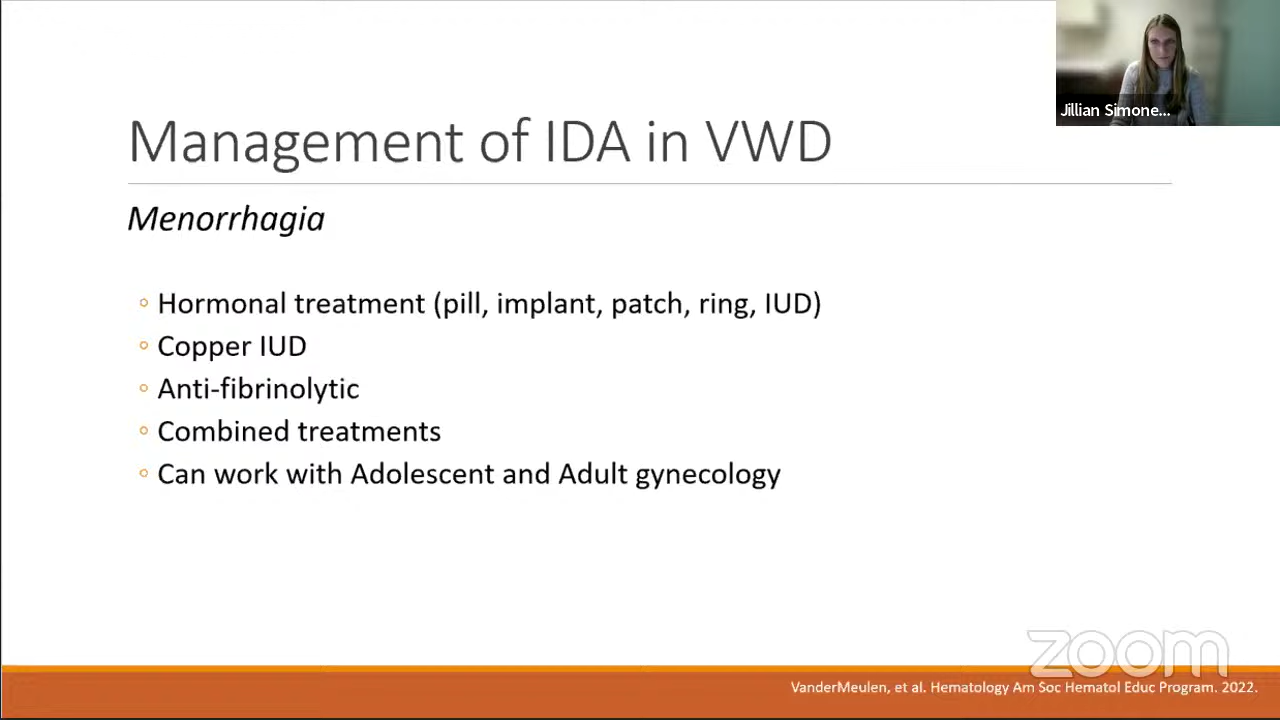 Jillian Simone...
Management of IDA in VWD
Menorrhagia
◦ Hormonal treatment (pill, implant, patch, ring, IUD)
◦ Copper IUD
◦ Anti-fibrinolytic
◦ Combined treatments
◦ Can work with Adolescent and Adult gynecology
zoom
VanderMeulen, et al. Hematology Am Soc Hematol Educ Program. 2022.